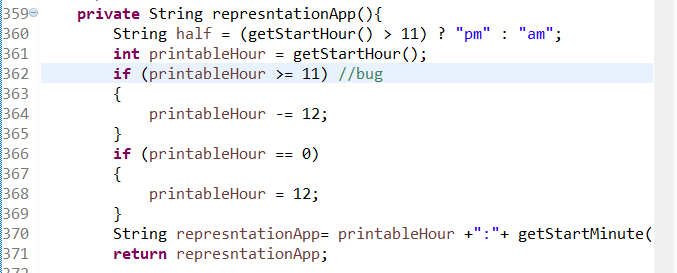 359 private String represntationApp(){
360 String half = (getStartHour() > 11) ? "pm" : "am";
361 int printableHour = getStartHour();
362 if (printableHour >= 11) //bug
363 {
364 printableHour -= 12;
365 }
366 if (printableHour == 0)
367 {
368 printableHour = 12;
369 }
370 String represntationApp= printableHour +":"+ getStartMinute(
371 return represntationApp;